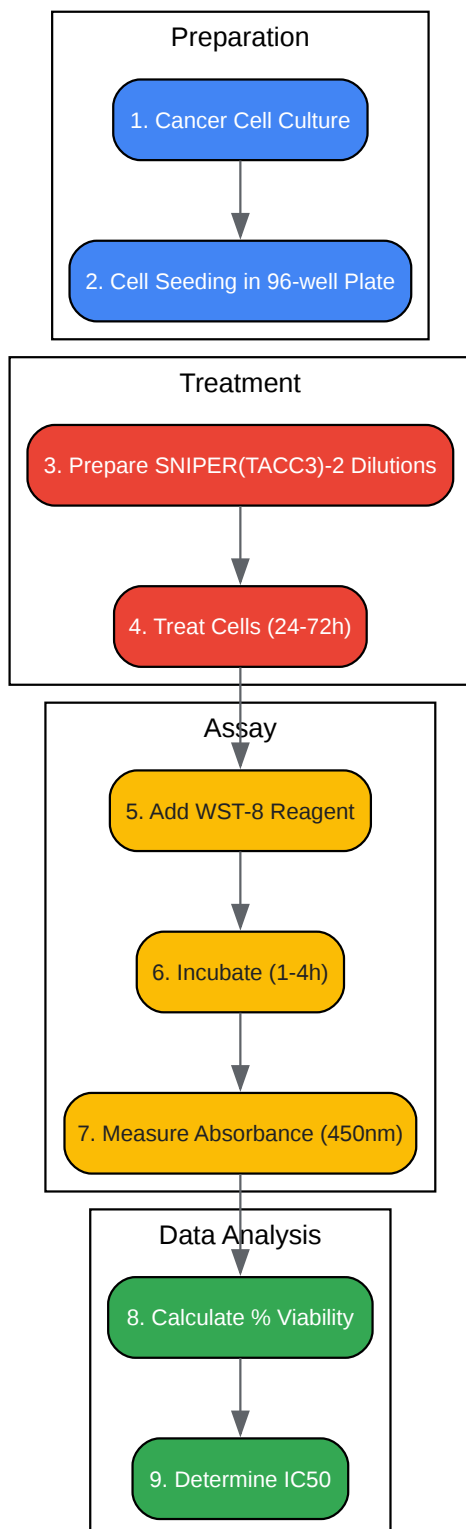 Preparation
1. Cancer Cell Culture
2. Cell Seeding in 96-well Plate
Treatment
3. Prepare SNIPER(TACC3)-2 Dilutions
4. Treat Cells (24-72h)
Assay
5. Add WST-8 Reagent
6. Incubate (1-4h)
7. Measure Absorbance (450nm)
Data Analysis
8. Calculate % Viability
9. Determine IC50